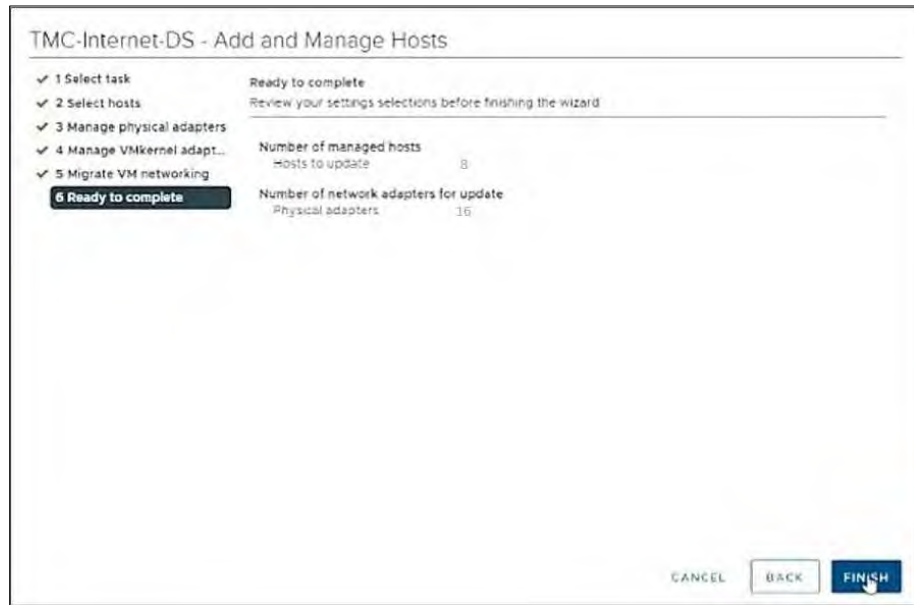 TMC-Internet-DS - Add and Manage Hosts
✓ 1 Select task
✓ 2 Select hosts
✓ 3 Manage physical adapters
✓ 4 Manage VMkernel adapt...
✓ 5 Migrate VM networking
6 Ready to complete
Ready to complete
Review your settings selections before finishing the wizard
Number of managed hosts
Hosts to update 8
Number of network adapters for update
Physical adapters 16
CANCEL BACK FINISH